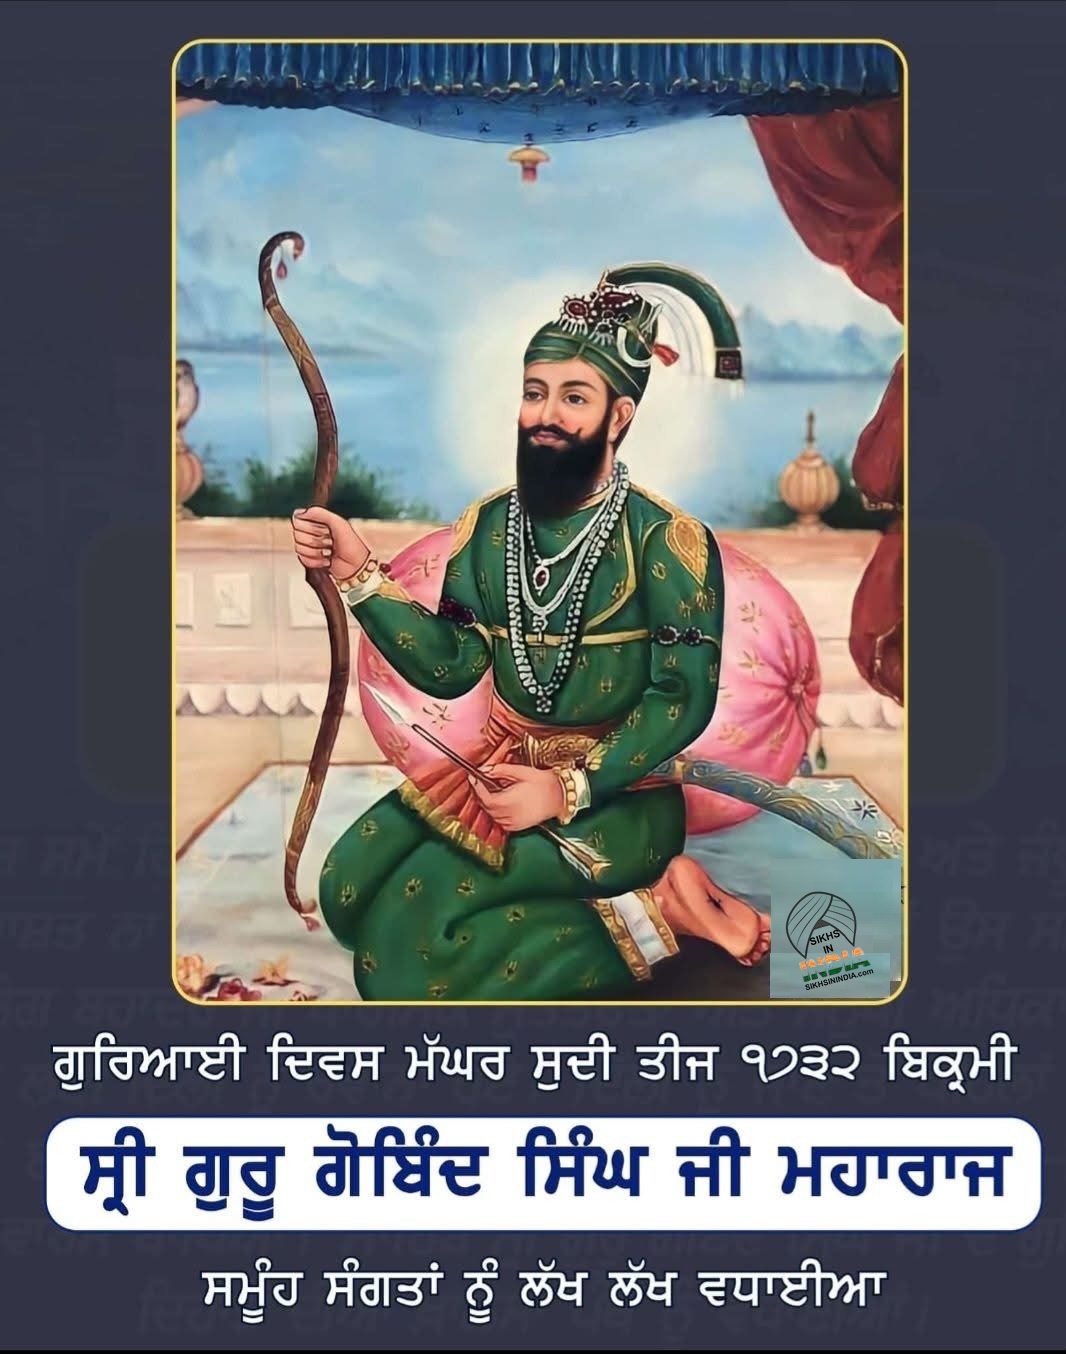 SIKHS
IN
INDIA
SIKHSININDIA.com
ਗੁਰਿਆਈ ਦਿਵਸ ਮੱਘਰ ਸੁਦੀ ਤੀਜ ੧੭੩੨ ਬਿਕ੍ਰਮੀ
ਸ੍ਰੀ ਗੁਰੂ ਗੋਬਿੰਦ ਸਿੰਘ ਜੀ ਮਹਾਰਾਜ
ਸਮੂੰਹ ਸੰਗਤਾਂ ਨੂੰ ਲੱਖ ਲੱਖ ਵਧਾਈਆ